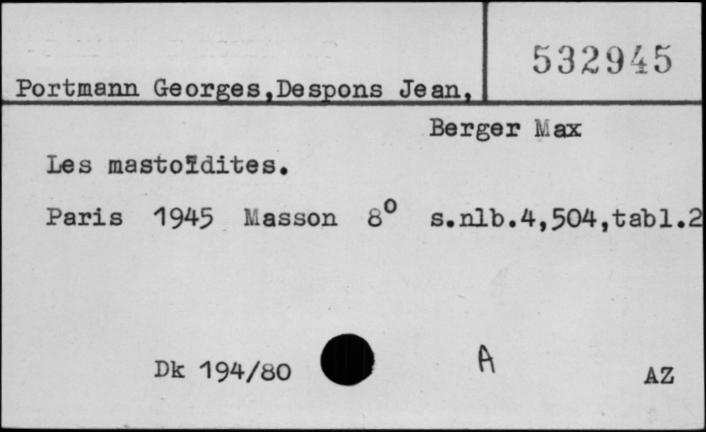 532945
Portmann Georges,Despons Jean,
Berger Max
Les mastoïdites.
Paris 1945 Masson 8° s.nlb.4,504,tabl.2
Dk 194/80 A AZ